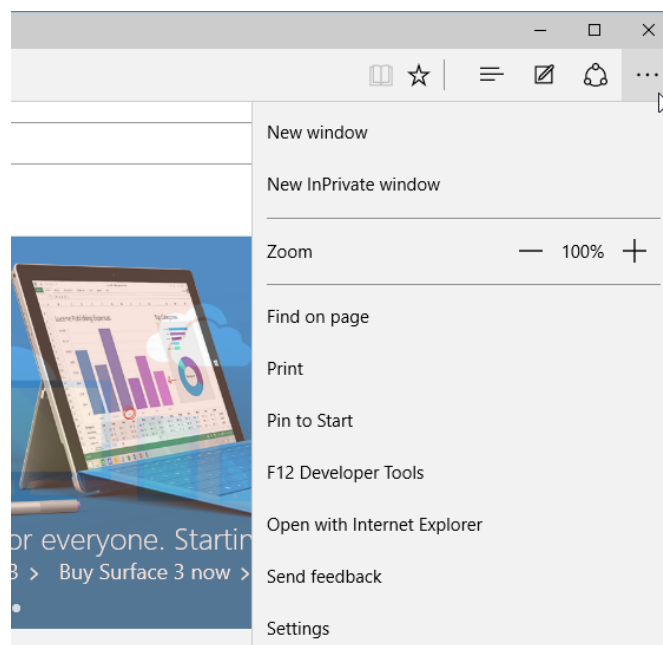 New window
New InPrivate window
Zoom
100%
Find on page
Print
Pin to Start
F12 Developer Tools
Open with Internet Explorer
Send feedback
Settings
or everyone. Startin
3 > Buy Surface 3 now >